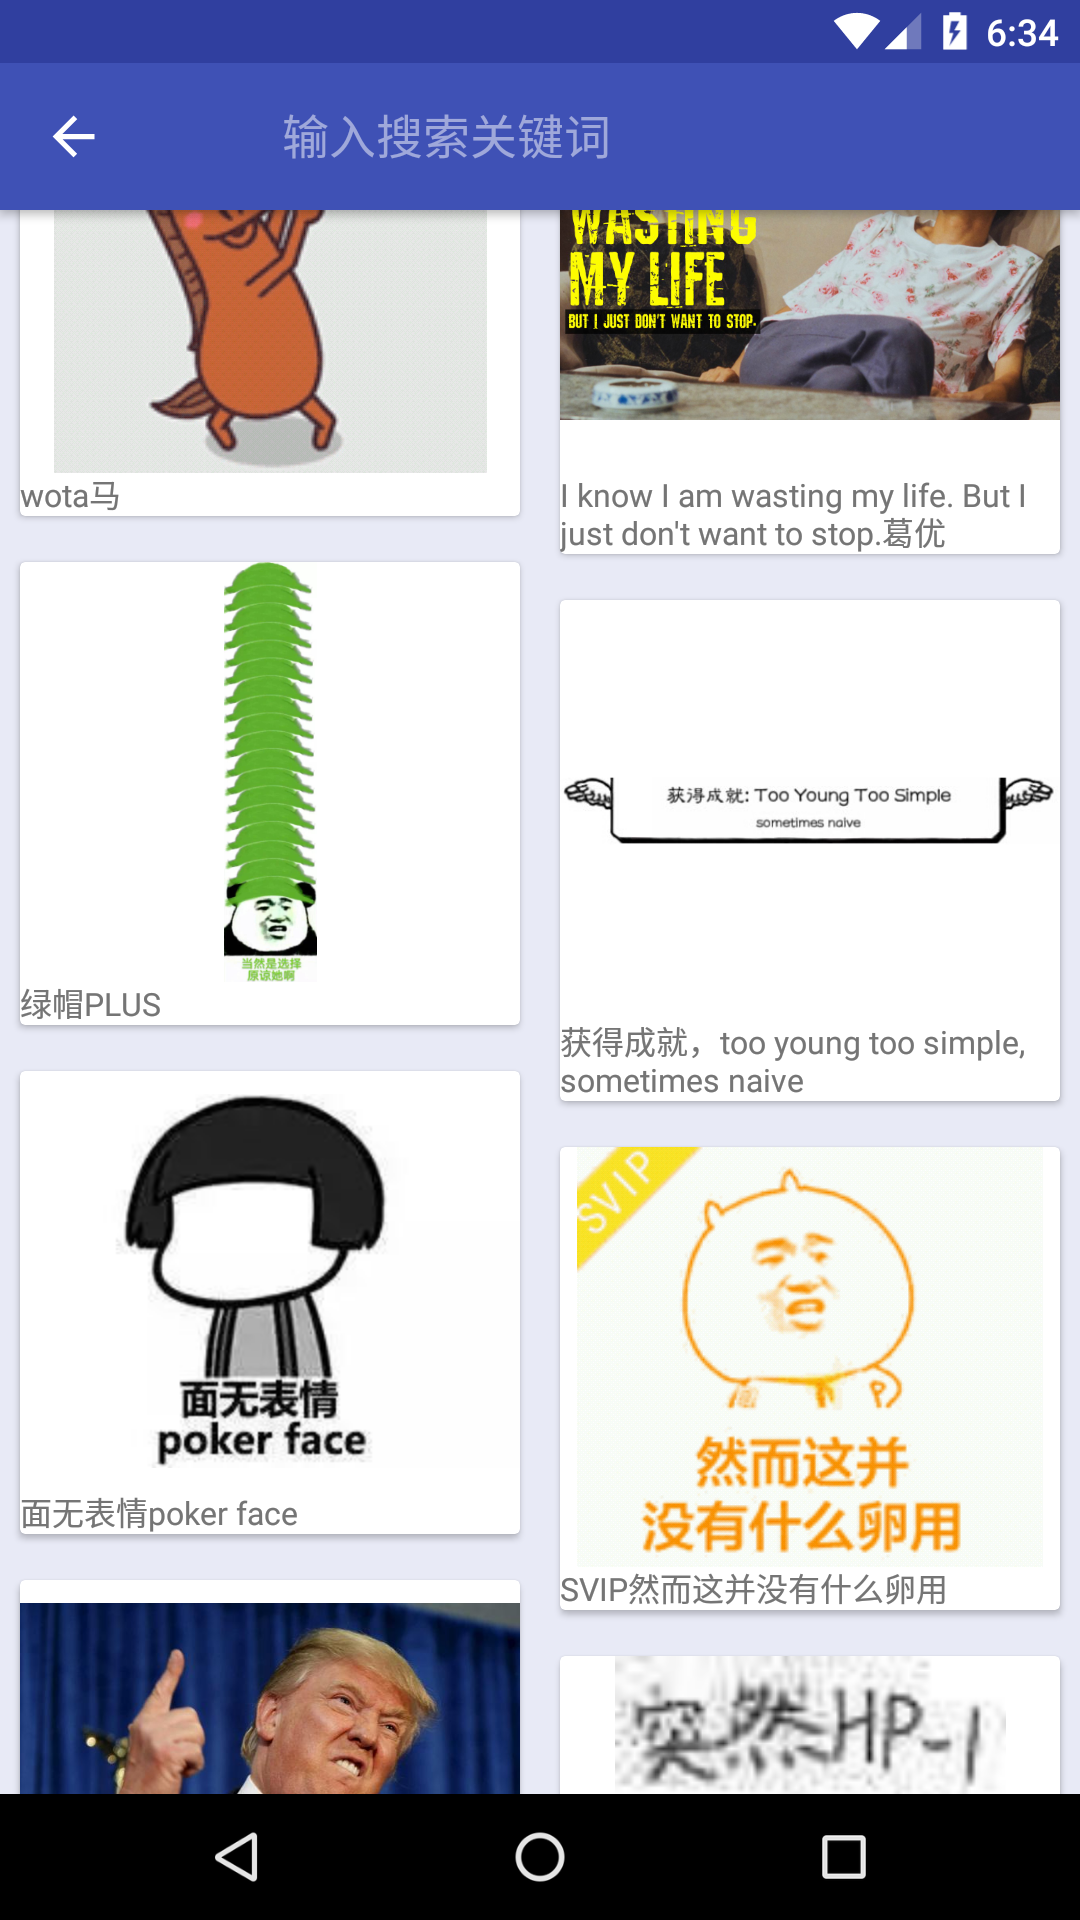 6:34
输入搜索关键词
WASTING
MY LIFE
BUT I JUST DON'T WANT TO STOP.
wota马
I know I am wasting my life. But I
just don't want to stop.葛优
当然是选择
原谅她啊
绿帽PLUS
获得成就: Too Young Too Simple
sometimes naive
获得成就，too young too simple,
sometimes naive
面无表情
poker face
面无表情poker face
SVIP
然而这并
没有什么卵用
SVIP然而这并没有什么卵用
突然HP-1